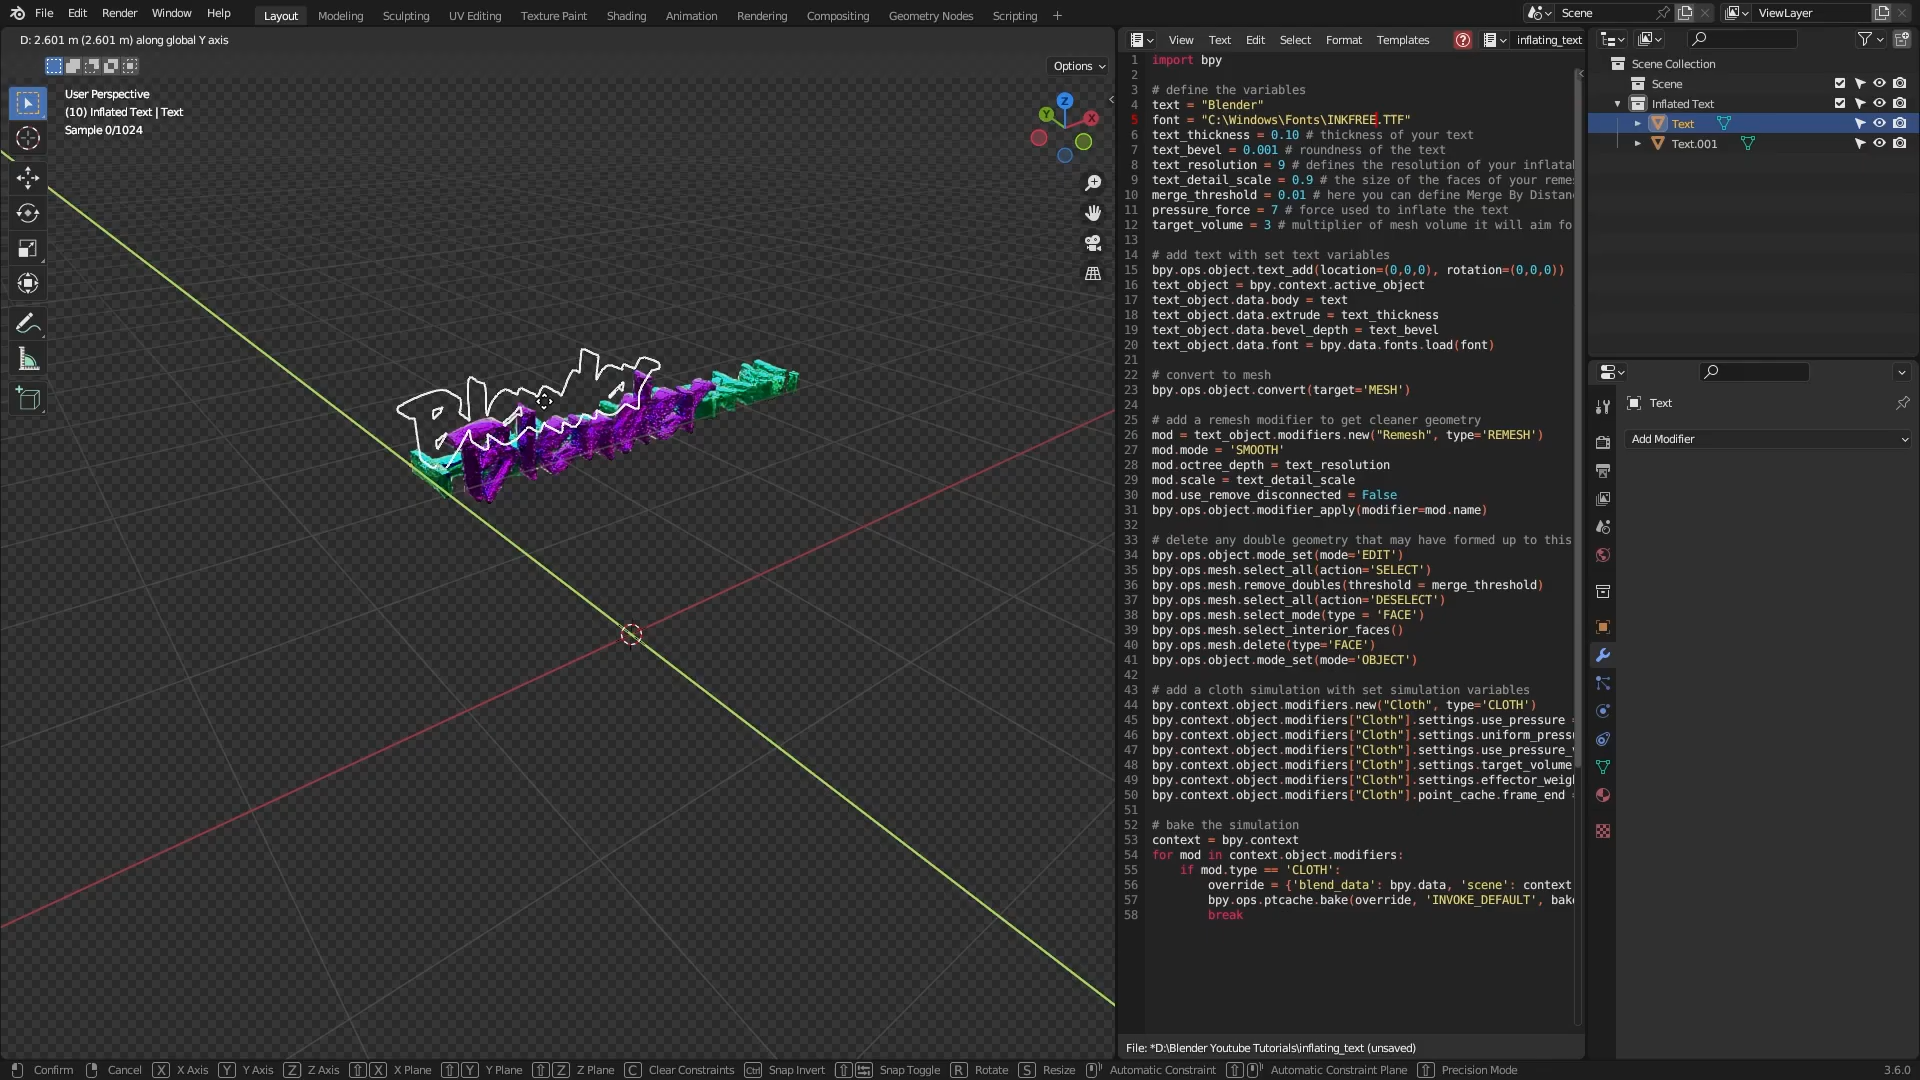 File Edit Render Window Help Layout Modeling Sculpting UV Editing Texture Paint Shading Animation Rendering Compositing Geometry Nodes Scripting + Scene ViewLayer
D: 2.601 m (2.601 m) along global Y axis
Options
User Perspective
(10) Inflated Text | Text
Sample 0/1024
Z
Y
X
View Text Edit Select Format Templates inflating_text
1 import bpy
2
3 # define the variables
4 text = "Blender"
5 font = "C:\Windows\Fonts\INKFREE.TTF"
6 text_thickness = 0.10 # thickness of your text
7 text_bevel = 0.001 # roundness of the text
8 text_resolution = 9 # defines the resolution of your inflatal
9 text_detail_scale = 0.9 # the size of the faces of your remes
10 merge_threshold = 0.01 # here you can define Merge By Distan
11 pressure_force = 7 # force used to inflate the text
12 target_volume = 3 # multiplier of mesh volume it will aim fo
13
14 # add text with set text variables
15 bpy.ops.object.text_add(location=(0,0,0), rotation=(0,0,0))
16 text_object = bpy.context.active_object
17 text_object.data.body = text
18 text_object.data.extrude = text_thickness
19 text_object.data.bevel_depth = text_bevel
20 text_object.data.font = bpy.data.fonts.load(font)
21
22 # convert to mesh
23 bpy.ops.object.convert(target='MESH')
24
25 # add a remesh modifier to get cleaner geometry
26 mod = text_object.modifiers.new("Remesh", type='REMESH')
27 mod.mode = 'SMOOTH'
28 mod.octree_depth = text_resolution
29 mod.scale = text_detail_scale
30 mod.use_remove_disconnected = False
31 bpy.ops.object.modifier_apply(modifier=mod.name)
32
33 # delete any double geometry that may have formed up to this
34 bpy.ops.object.mode_set(mode='EDIT')
35 bpy.ops.mesh.select_all(action='SELECT')
36 bpy.ops.mesh.remove_doubles(threshold = merge_threshold)
37 bpy.ops.mesh.select_all(action='DESELECT')
38 bpy.ops.mesh.select_mode(type = 'FACE')
39 bpy.ops.mesh.select_interior_faces()
40 bpy.ops.mesh.delete(type='FACE')
41 bpy.ops.object.mode_set(mode='OBJECT')
42
43 # add a cloth simulation with set simulation variables
44 bpy.context.object.modifiers.new("Cloth", type='CLOTH')
45 bpy.context.object.modifiers["Cloth"].settings.use_pressure =
46 bpy.context.object.modifiers["Cloth"].settings.uniform_press
47 bpy.context.object.modifiers["Cloth"].settings.use_pressure_
48 bpy.context.object.modifiers["Cloth"].settings.target_volume
49 bpy.context.object.modifiers["Cloth"].settings.effector_weig
50 bpy.context.object.modifiers["Cloth"].point_cache.frame_end =
51
52 # bake the simulation
53 context = bpy.context
54 for mod in context.object.modifiers:
55 if mod.type == 'CLOTH':
56 override = {'blend_data': bpy.data, 'scene': context
57 bpy.ops.ptcache.bake(override, 'INVOKE_DEFAULT', bake
58 break
File: *D:\Blender Youtube Tutorials\inflating_text (unsaved)
Scene Collection
Scene
Inflated Text
Text
Text.001
Text
Add Modifier
Confirm Cancel X X Axis Y Y Axis Z Z Axis X X Plane Y Y Plane Z Z Plane C Clear Constraints Ctrl Snap Invert Snap Toggle R Rotate S Resize Automatic Constraint Automatic Constraint Plane Precision Mode 3.6.0